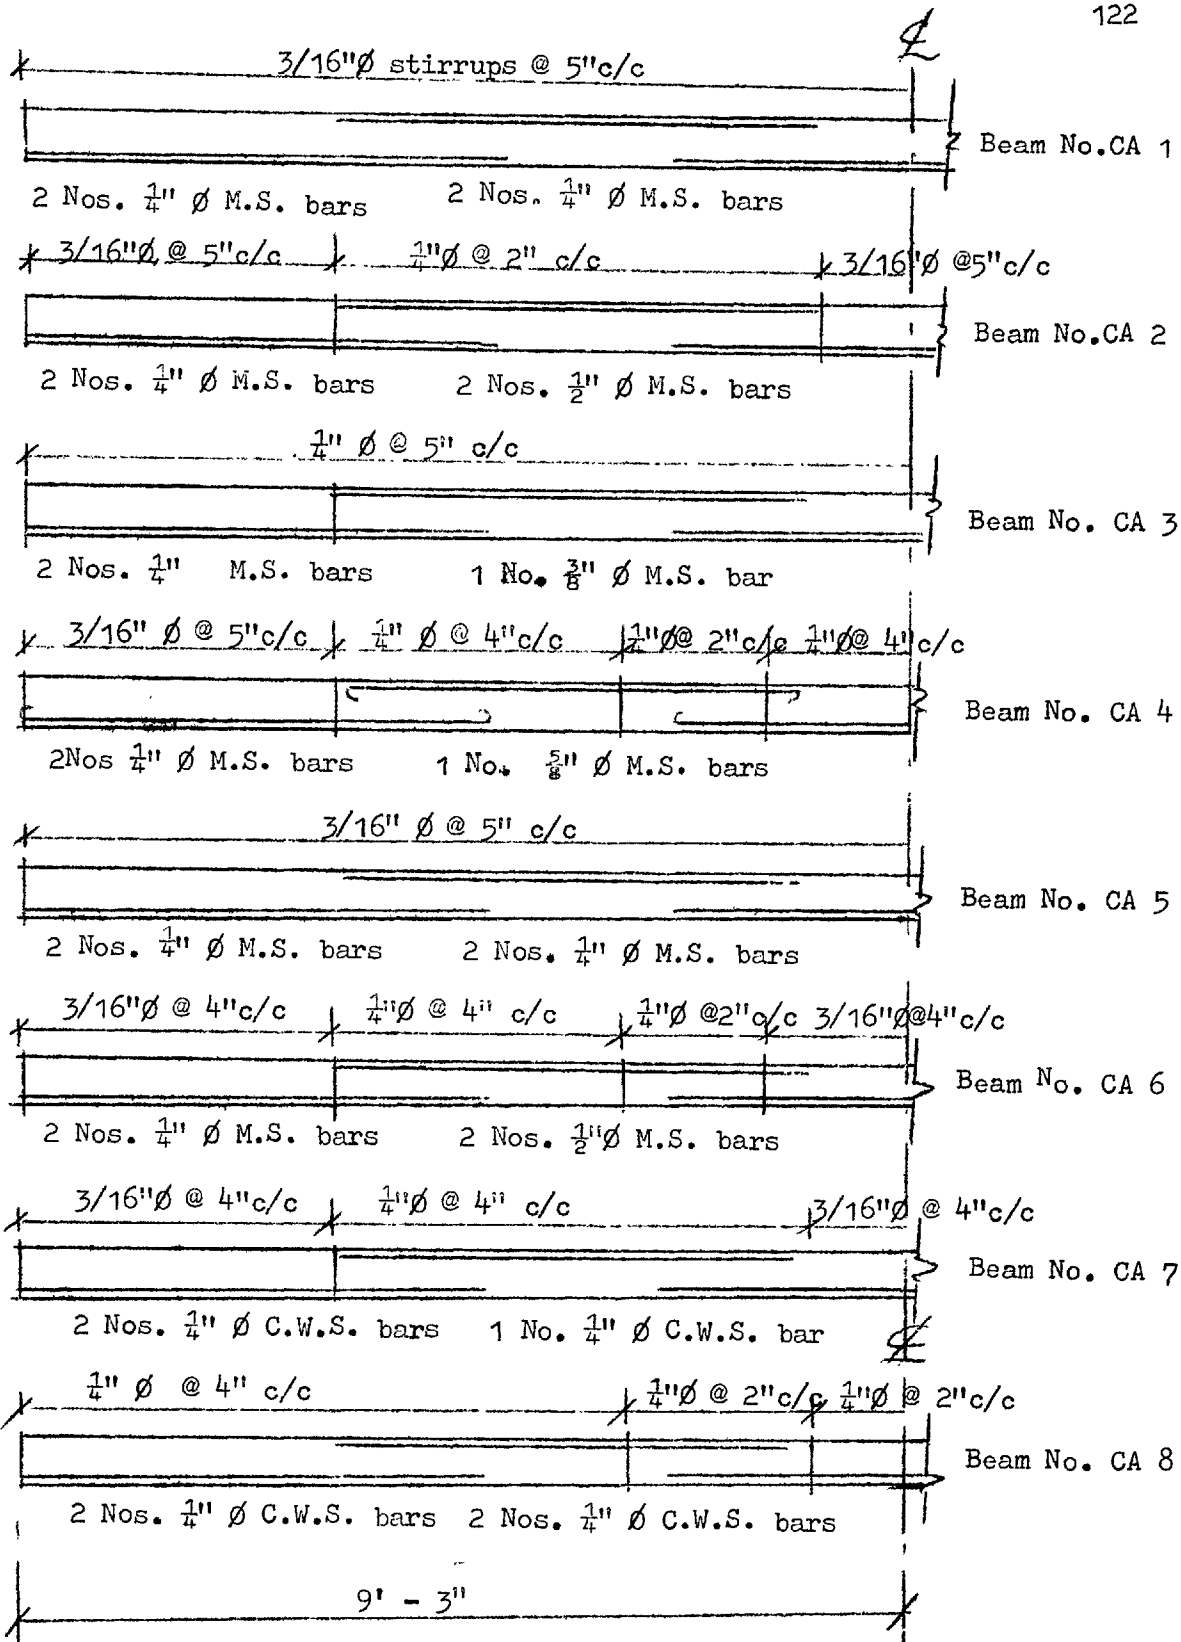 122
℄
3/16"Ø stirrups @ 5"c/c
Beam No.CA 1
2 Nos. ¼" Ø M.S. bars 2 Nos. ¼" Ø M.S. bars
3/16"Ø @ 5"c/c ¼"Ø @ 2" c/c 3/16"Ø @5"c/c
Beam No.CA 2
2 Nos. ¼" Ø M.S. bars 2 Nos. ½" Ø M.S. bars
¼" Ø @ 5" c/c
Beam No. CA 3
2 Nos. ¼" M.S. bars 1 No. ⅜" Ø M.S. bar
3/16" Ø @ 5"c/c ¼" Ø @ 4"c/c ¼"Ø@ 2"c/c ¼"Ø@ 4"c/c
Beam No. CA 4
2Nos ¼" Ø M.S. bars 1 No. ⅝" Ø M.S. bars
3/16" Ø @ 5" c/c
Beam No. CA 5
2 Nos. ¼" Ø M.S. bars 2 Nos. ¼" Ø M.S. bars
3/16"Ø @ 4"c/c ¼"Ø @ 4" c/c ¼"Ø @2"c/c 3/16"Ø@4"c/c
Beam No. CA 6
2 Nos. ¼" Ø M.S. bars 2 Nos. ½"Ø M.S. bars
3/16"Ø @ 4"c/c ¼"Ø @ 4" c/c 3/16"Ø @ 4"c/c
Beam No. CA 7
2 Nos. ¼" Ø C.W.S. bars 1 No. ¼" Ø C.W.S. bar
℄
¼" Ø @ 4" c/c ¼"Ø @ 2"c/c ¼"Ø @ 2"c/c
Beam No. CA 8
2 Nos. ¼" Ø C.W.S. bars 2 Nos. ¼" Ø C.W.S. bars
9' - 3"